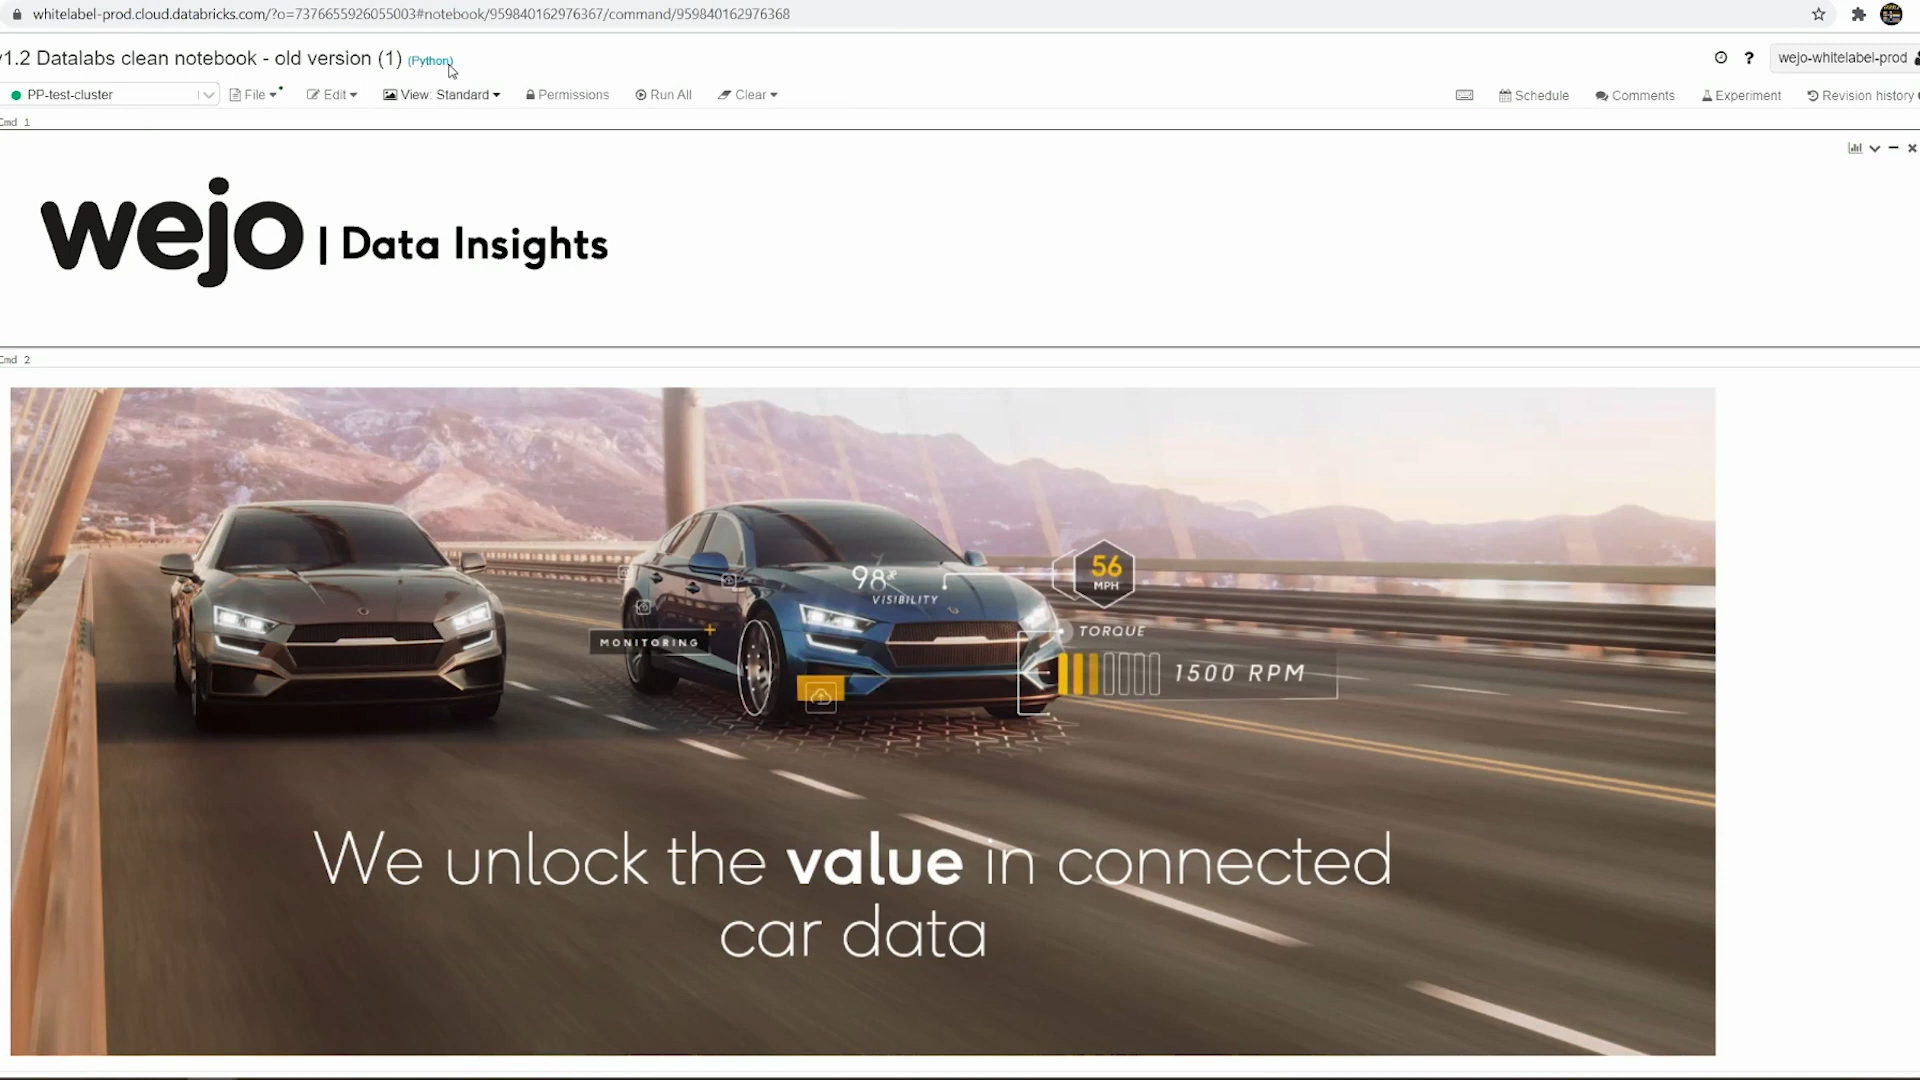 whitelabel-prod.cloud.databricks.com/?o=7376655926055003#notebook/959840162976367/command/959840162976368
v1.2 Datalabs clean notebook - old version (1) (Python)
? wejo-whitelabel-prod
PP-test-cluster File Edit View: Standard Permissions Run All Clear Schedule Comments Experiment Revision history
Cmd 1
wejo | Data Insights
Cmd 2
98%
VISIBILITY
56
MPH
MONITORING
TORQUE
1500 RPM
We unlock the value in connected
car data